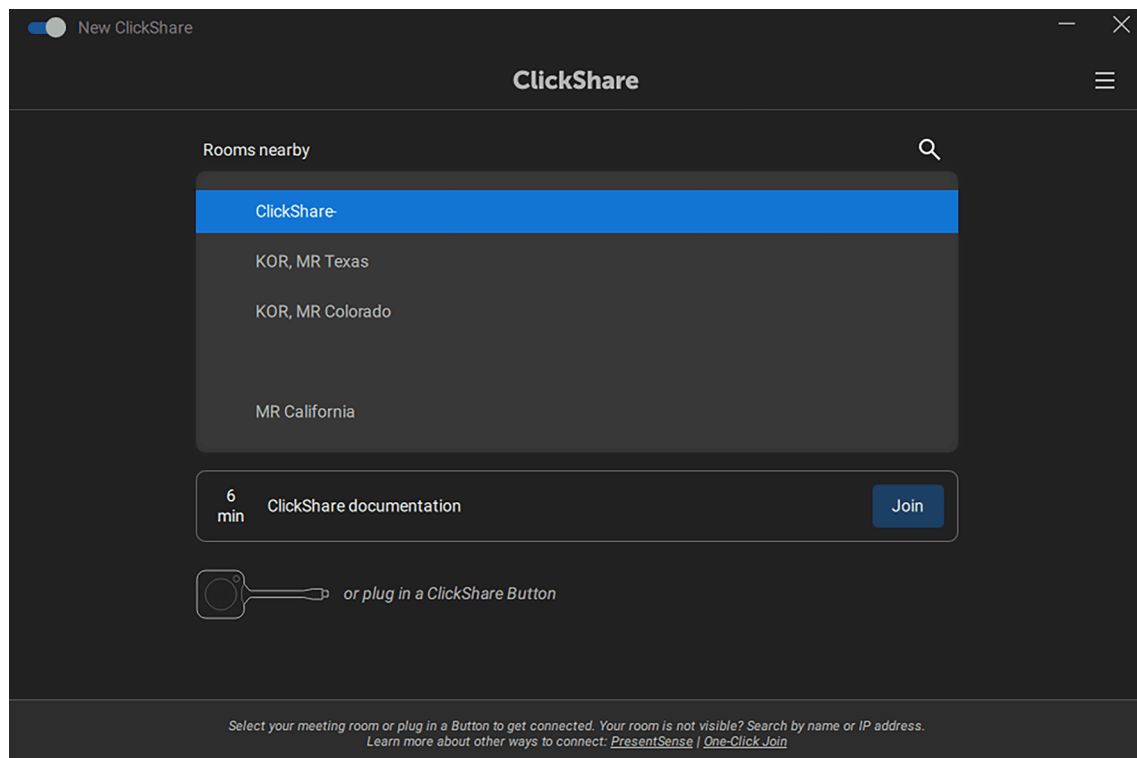 New ClickShare
ClickShare
Rooms nearby
ClickShare-
KOR, MR Texas
KOR, MR Colorado
MR California
6
min
ClickShare documentation
Join
or plug in a ClickShare Button
Select your meeting room or plug in a Button to get connected. Your room is not visible? Search by name or IP address.
Learn more about other ways to connect: PresentSense | One-Click Join